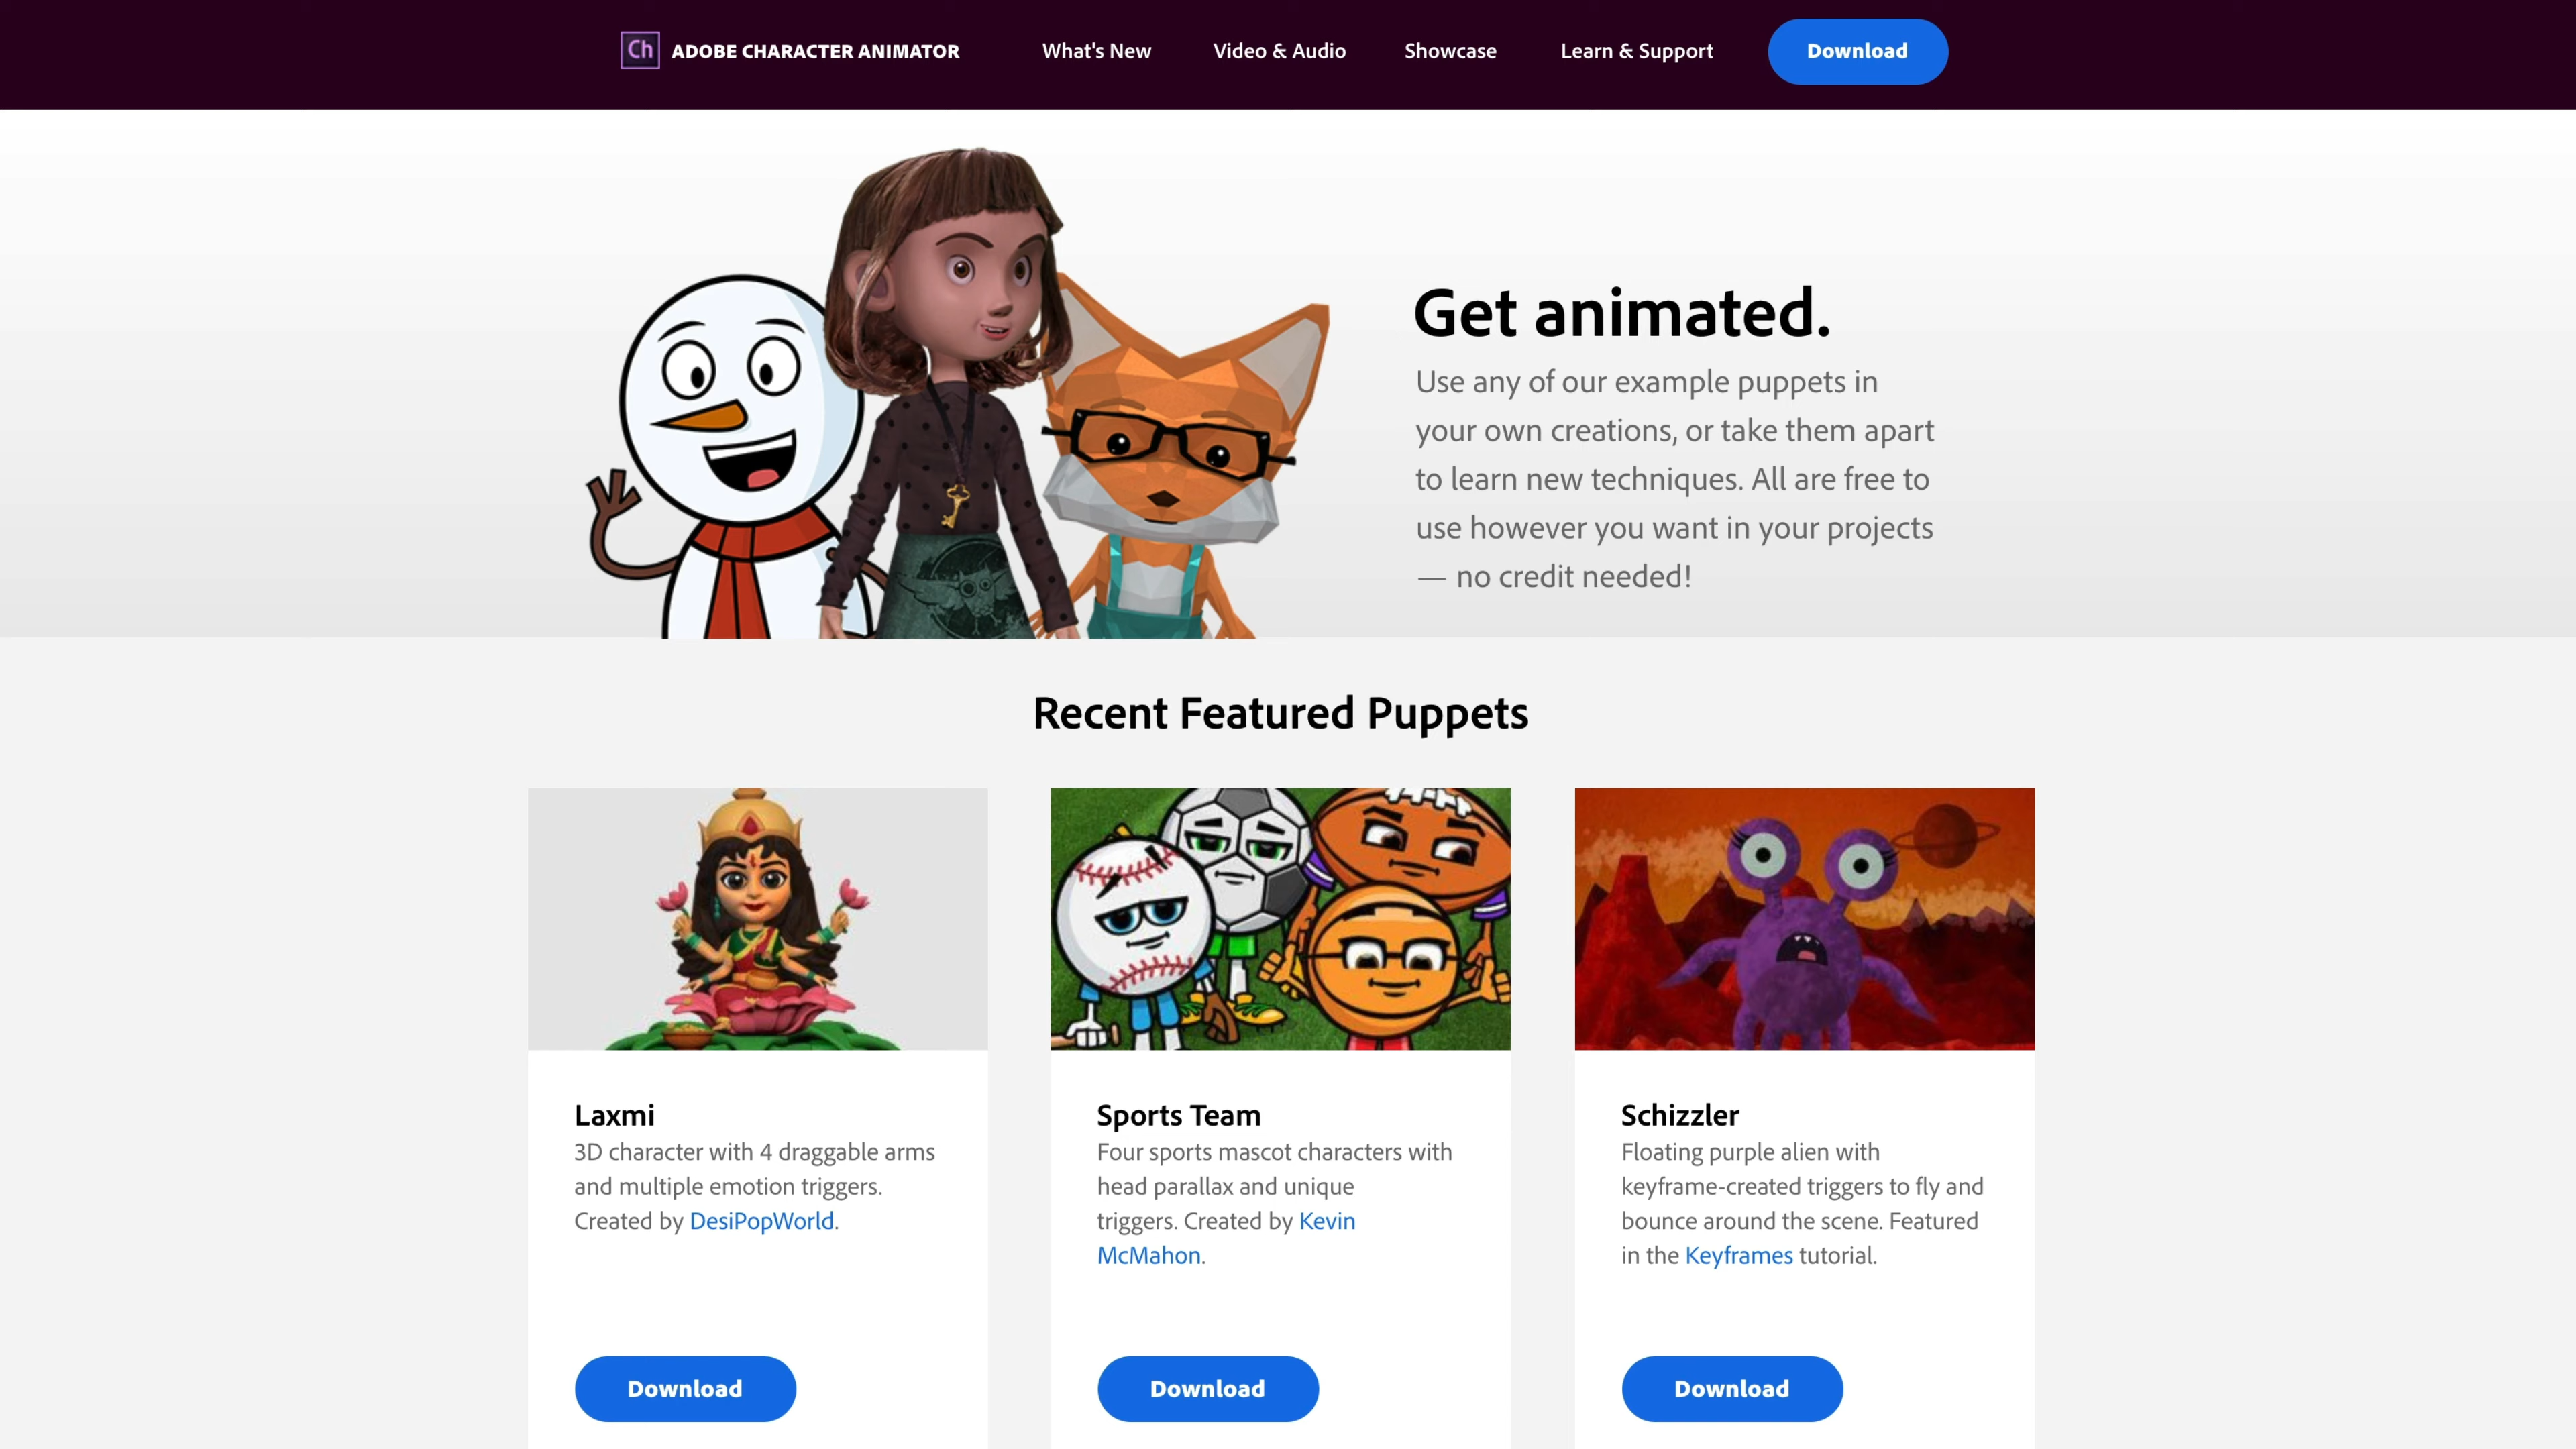 Ch ADOBE CHARACTER ANIMATOR What's New Video & Audio Showcase Learn & Support Download
Get animated.
Use any of our example puppets in
your own creations, or take them apart
to learn new techniques. All are free to
use however you want in your projects
— no credit needed!
Recent Featured Puppets
Laxmi
3D character with 4 draggable arms
and multiple emotion triggers.
Created by DesiPopWorld.
Download
Sports Team
Four sports mascot characters with
head parallax and unique
triggers. Created by Kevin
McMahon.
Download
Schizzler
Floating purple alien with
keyframe-created triggers to fly and
bounce around the scene. Featured
in the Keyframes tutorial.
Download